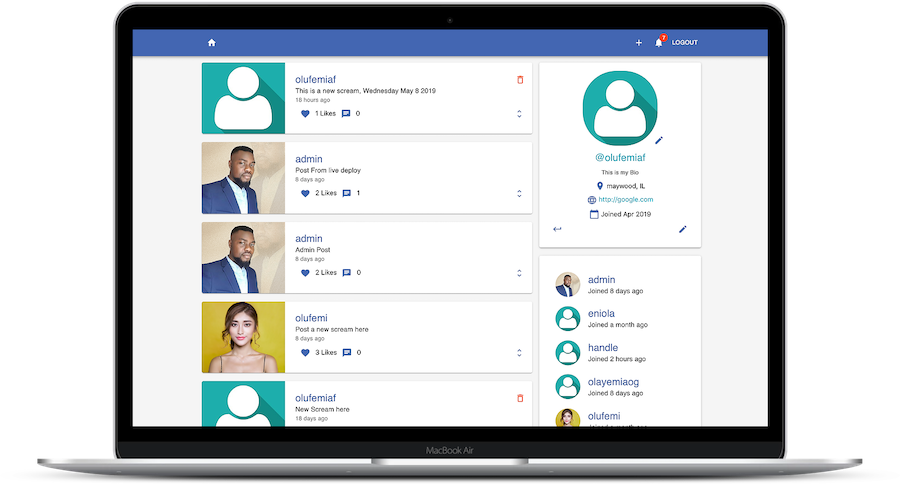 7
LOGOUT
olufemiaf
This is a new scream, Wednesday May 8 2019
18 hours ago
1 Likes 0
admin
Post From live deploy
8 days ago
2 Likes 1
admin
Admin Post
8 days ago
2 Likes 0
olufemi
Post a new scream here
8 days ago
3 Likes 0
olufemiaf
New Scream here
18 days ago
@olufemiaf
This is my Bio
maywood, IL
http://google.com
Joined Apr 2019
admin
Joined 8 days ago
eniola
Joined a month ago
handle
Joined 2 hours ago
olayemiaog
Joined 8 days ago
olufemi
MacBook Air